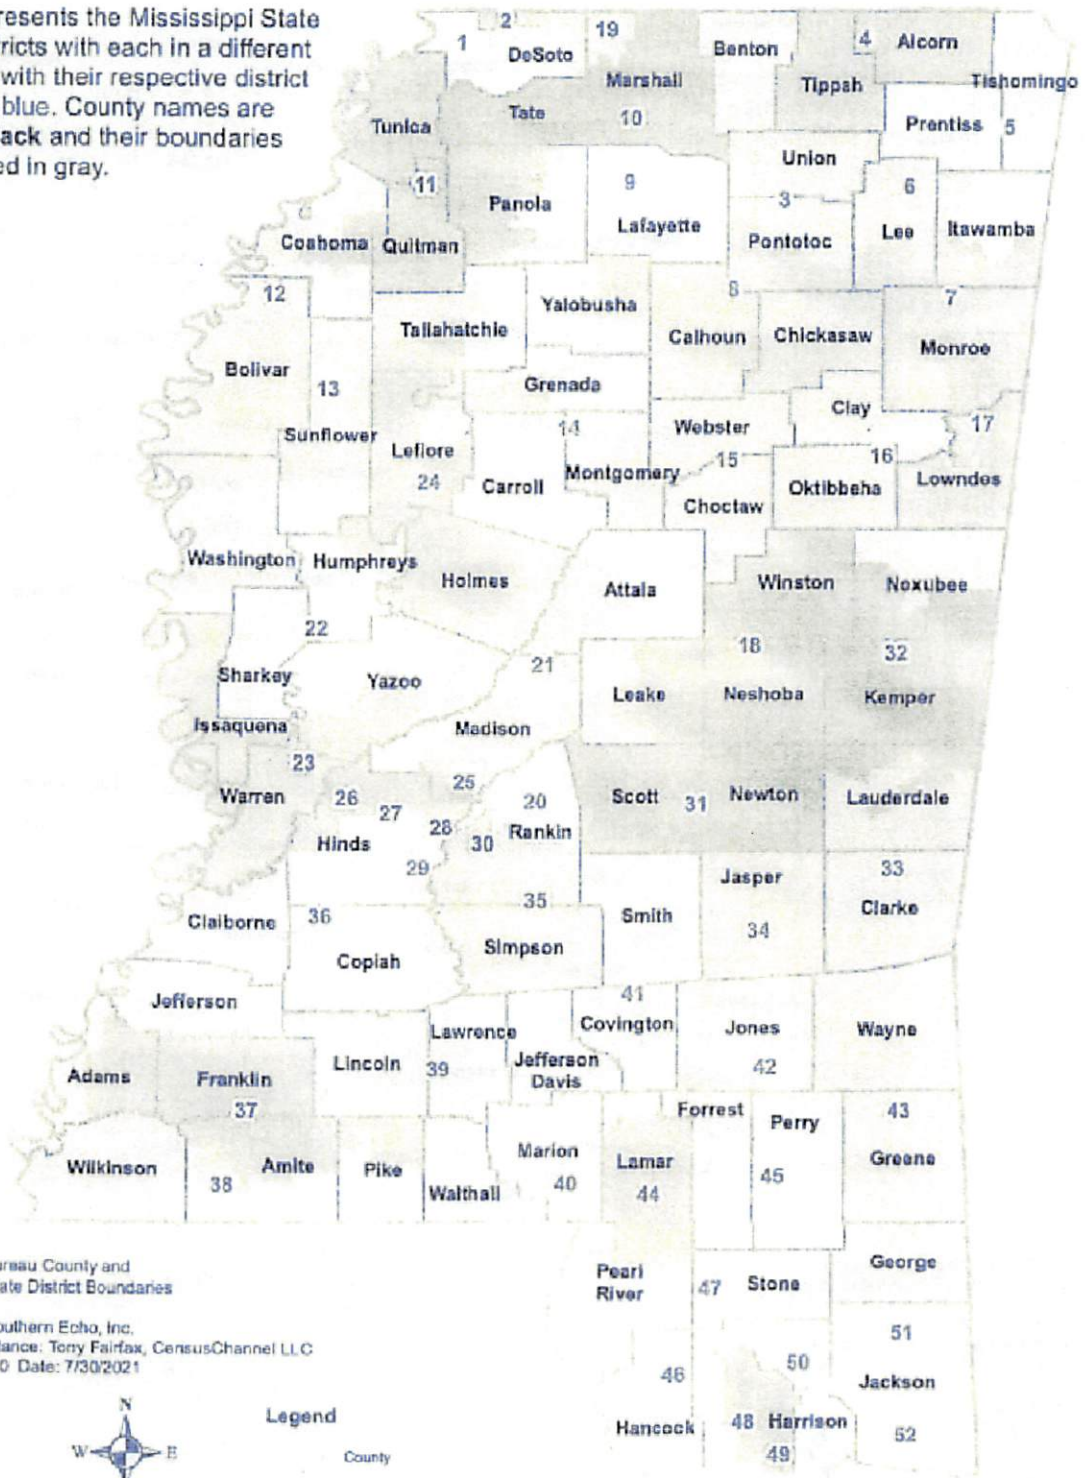 resents the Mississippi State
ricts with each in a different
with their respective district
blue. County names are
ack and their boundaries
ed in gray.
1
2
DeSoto
19
Benton
4
Alcorn
Marshall
Tippah
Tishomingo
Tunica
Tate
10
Prentiss
5
Union
11
9
6
Panola
3
Lafayette
Lee
Itawamba
Coahoma
Quitman
Pontotoc
12
8
7
Yalobusha
Tallahatchie
Calhoun
Chickasaw
Monroe
Bolivar
13
Grenada
Clay
Sunflower
14
Webster
17
Leflore
15
16
24
Carroll
Montgomery
Oktibbeha
Lowndes
Choctaw
Washington
Humphreys
Holmes
Attala
Winston
Noxubee
22
18
32
Sharkey
Yazoo
21
Leake
Neshoba
Kemper
Issaquena
Madison
23
25
Warren
26
27
20
Scott
31
Newton
Lauderdale
Hinds
28
30
Rankin
29
Jasper
33
35
Claiborne
36
Smith
Clarke
Simpson
34
Copiah
Jefferson
41
Lawrence
Covington
Jones
Wayne
Lincoln
39
Jefferson
Davis
42
Adams
Franklin
37
Forrest
Perry
43
Wilkinson
38
Amite
Pike
Walthall
Marion
40
Lamar
44
45
Greene
reau County and
ate District Boundaries
Pearl
River
47
Stone
George
outhern Echo, Inc.
ance: Tony Fairfax, CensusChannel LLC
0 Date: 7/30/2021
51
50
46
Jackson
N
Legend
Hancock
48
Harrison
52
W
E
County
49